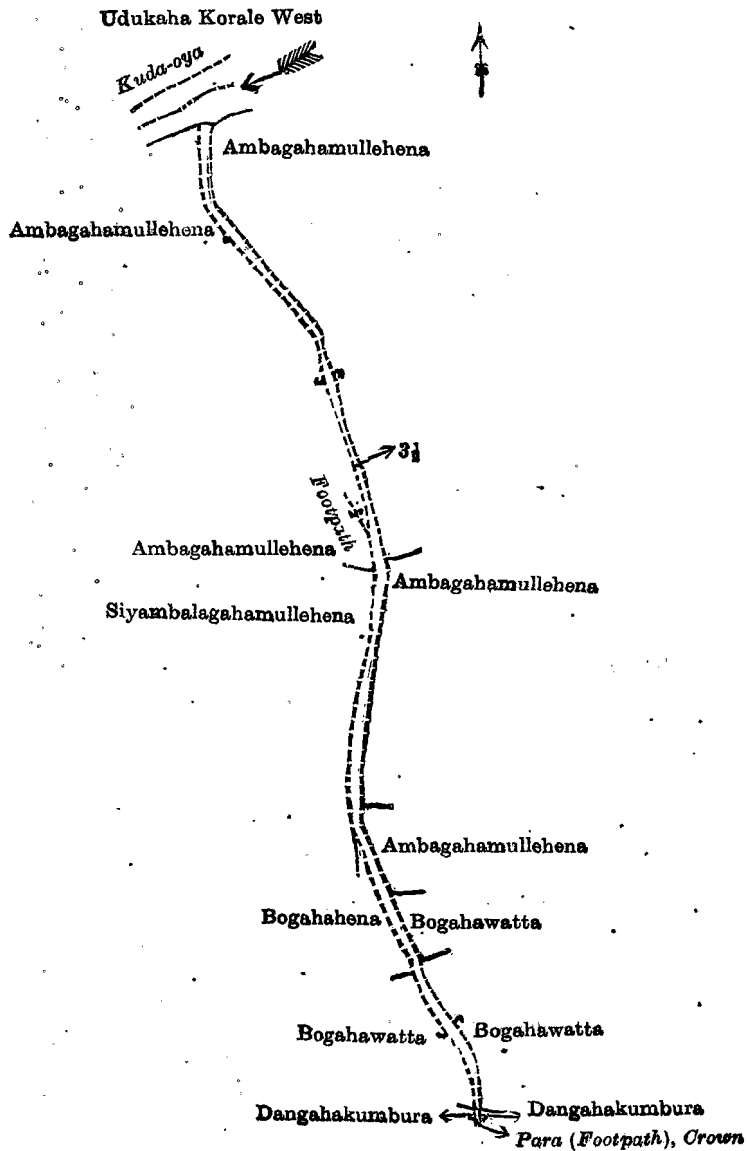 Udukaha Korale West
Kuda-oya
Ambagahamullehena
Ambagahamullehena
3½
Footpath
Ambagahamullehena
Ambagahamullehena
Siyambalagahamullehena
Ambagahamullehena
Bogahahena
Bogahawatta
Bogahawatta
Bogahawatta
Dangahakumbura
Dangahakumbura
Para (Footpath), Crown